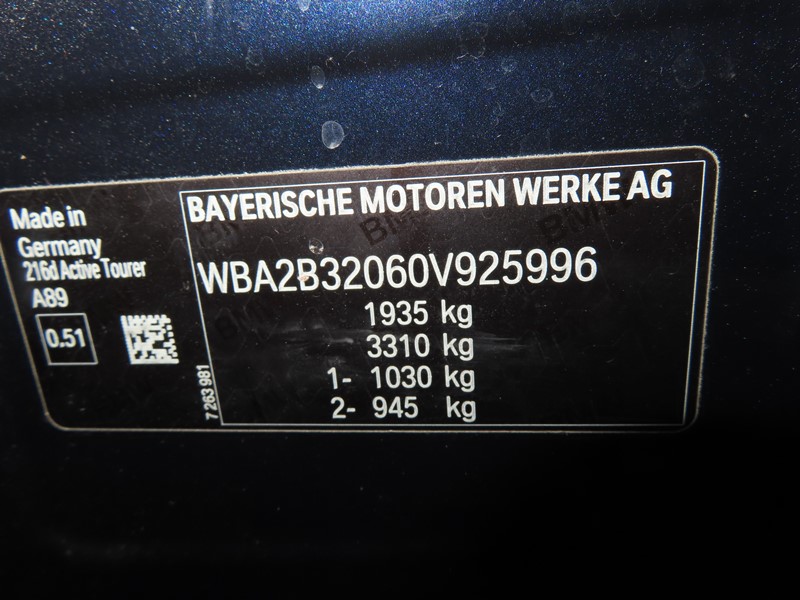 Made in
Germany
216d Active Tourer
A89
0.51
7 263 981
BAYERISCHE MOTOREN WERKE AG
WBA2B32060V925996
1935 kg
3310 kg
1- 1030 kg
2- 945 kg